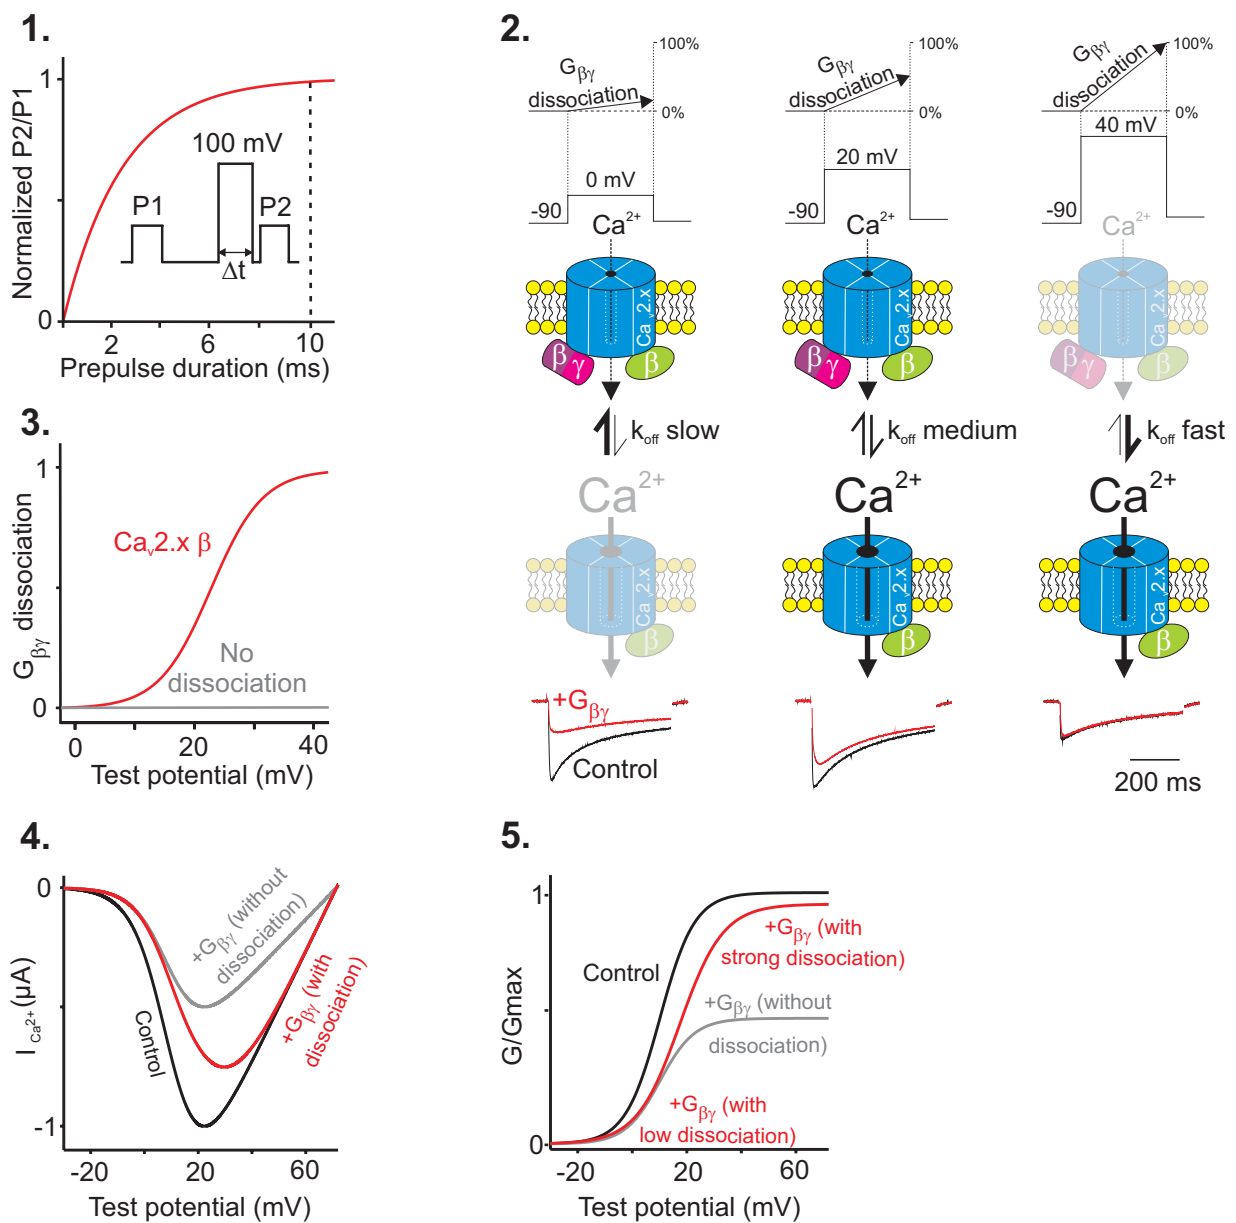 1.
Normalized P2/P1
1
0
100 mV
P1
P2
Δt
2
6
10
Prepulse duration (ms)
2.
100%
Gβγ
dissociation
0%
0 mV
-90
Ca2+
Cav2.x
β γ
β
koff slow
Ca2+
Cav2.x
β
+Gβγ
Control
100%
Gβγ
dissociation
0%
20 mV
-90
Ca2+
Cav2.x
β γ
β
koff medium
Ca2+
Cav2.x
β
100%
Gβγ
dissociation
0%
40 mV
-90
Ca2+
Cav2.x
β γ
β
koff fast
Ca2+
Cav2.x
β
200 ms
3.
Gβγ dissociation
1
0
Cav2.x β
No
dissociation
0
20
40
Test potential (mV)
4.
ICa2+(µA)
0
-1
+Gβγ (without
dissociation)
+Gβγ (with
dissociation)
Control
-20
20
60
Test potential (mV)
5.
G/Gmax
1
0
Control
+Gβγ (with
strong dissociation)
+Gβγ (without
dissociation)
+Gβγ (with
low dissociation)
-20
20
60
Test potential (mV)